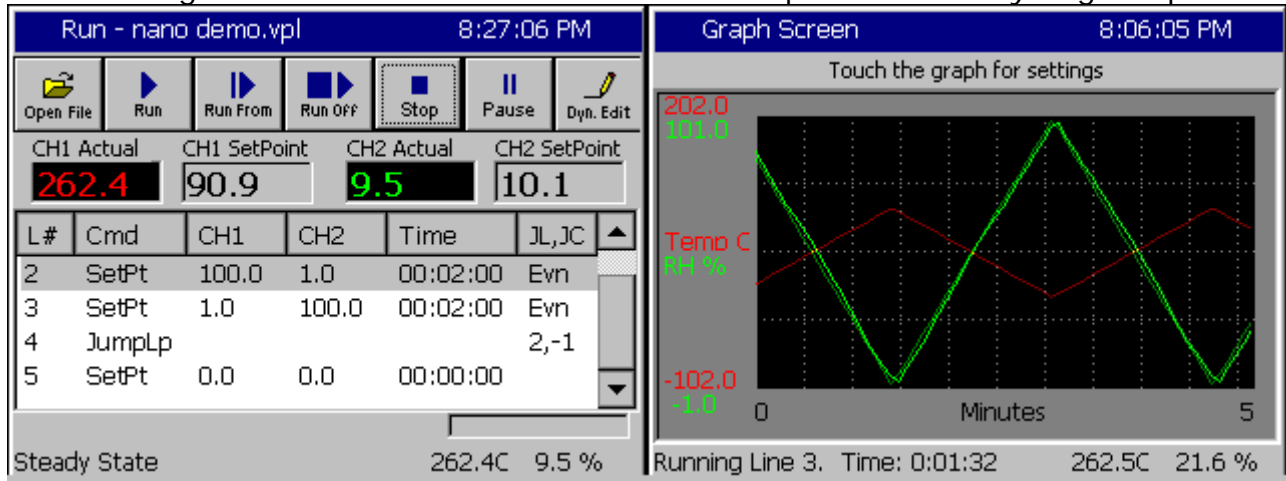 Run - nano demo.vpl 8:27:06 PM
Open File Run Run From Run Off Stop Pause Dyn. Edit
CH1 Actual CH1 SetPoint CH2 Actual CH2 SetPoint
262.4 90.9 9.5 10.1
L# Cmd CH1 CH2 Time JL,JC
2 SetPt 100.0 1.0 00:02:00 Evn
3 SetPt 1.0 100.0 00:02:00 Evn
4 JumpLp 2,-1
5 SetPt 0.0 0.0 00:00:00
Steady State 262.4C 9.5 %
Graph Screen 8:06:05 PM
Touch the graph for settings
202.0
101.0
Temp C
RH %
-102.0
-1.0
0 Minutes 5
Running Line 3. Time: 0:01:32 262.5C 21.6 %